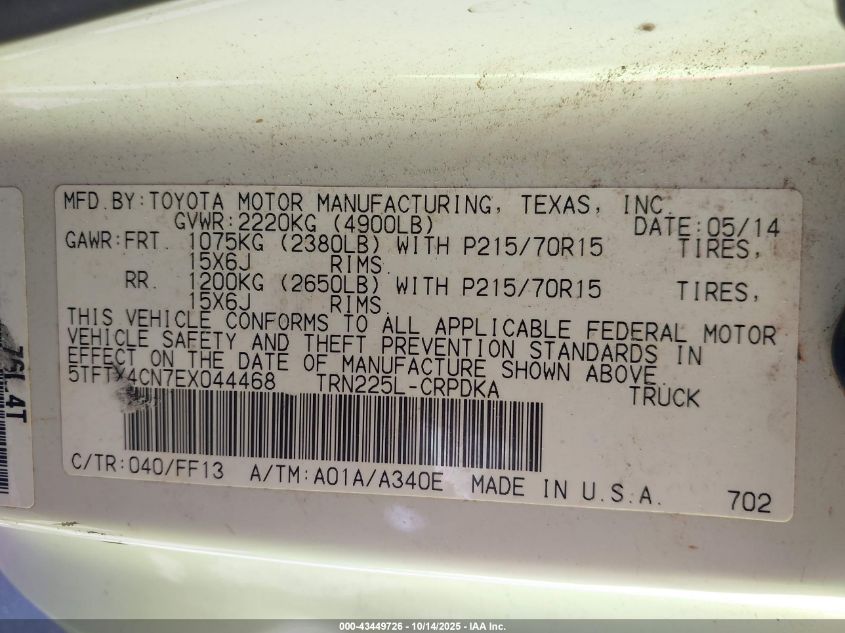 MFD.BY:TOYOTA MOTOR MANUFACTURING, TEXAS, INC.
GVWR:2220KG (4900LB) DATE:05/14
GAWR:FRT. 1075KG (2380LB) WITH P215/70R15 TIRES,
15X6J RIMS.
RR. 1200KG (2650LB) WITH P215/70R15 TIRES,
15X6J RIMS.
THIS VEHICLE CONFORMS TO ALL APPLICABLE FEDERAL MOTOR
VEHICLE SAFETY AND THEFT PREVENTION STANDARDS IN
EFFECT ON THE DATE OF MANUFACTURE SHOWN ABOVE.
5TFTX4CN7EX044468 TRN225L-CRPDKA TRUCK
C/TR:040/FF13 A/TM:A01A/A340E MADE IN U.S.A.
702
000-43449726 - 10/14/2025 - IAA Inc.